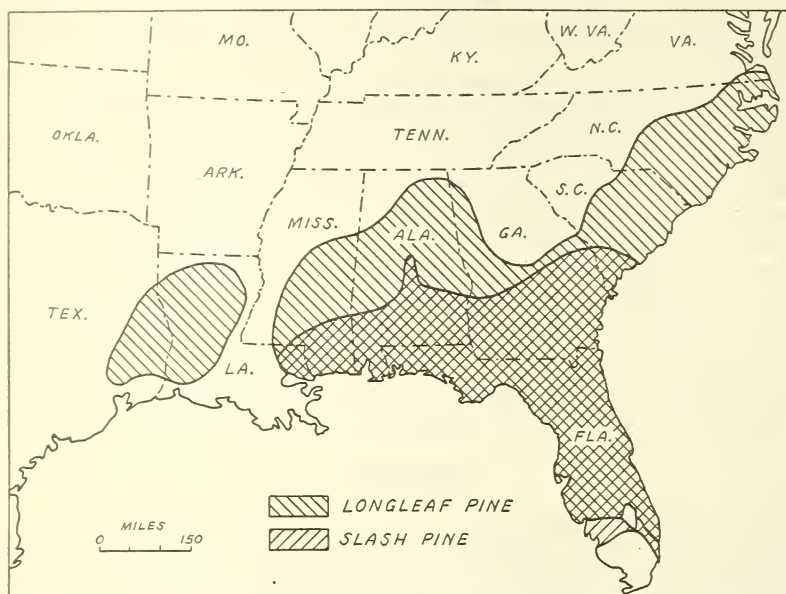 MO.
KY.
W. VA.
VA.
OKLA.
TENN.
N.C.
ARK.
S.C.
MISS.
ALA.
GA.
TEX.
LA.
FLA.
LONGLEAF PINE
SLASH PINE
MILES
0 150